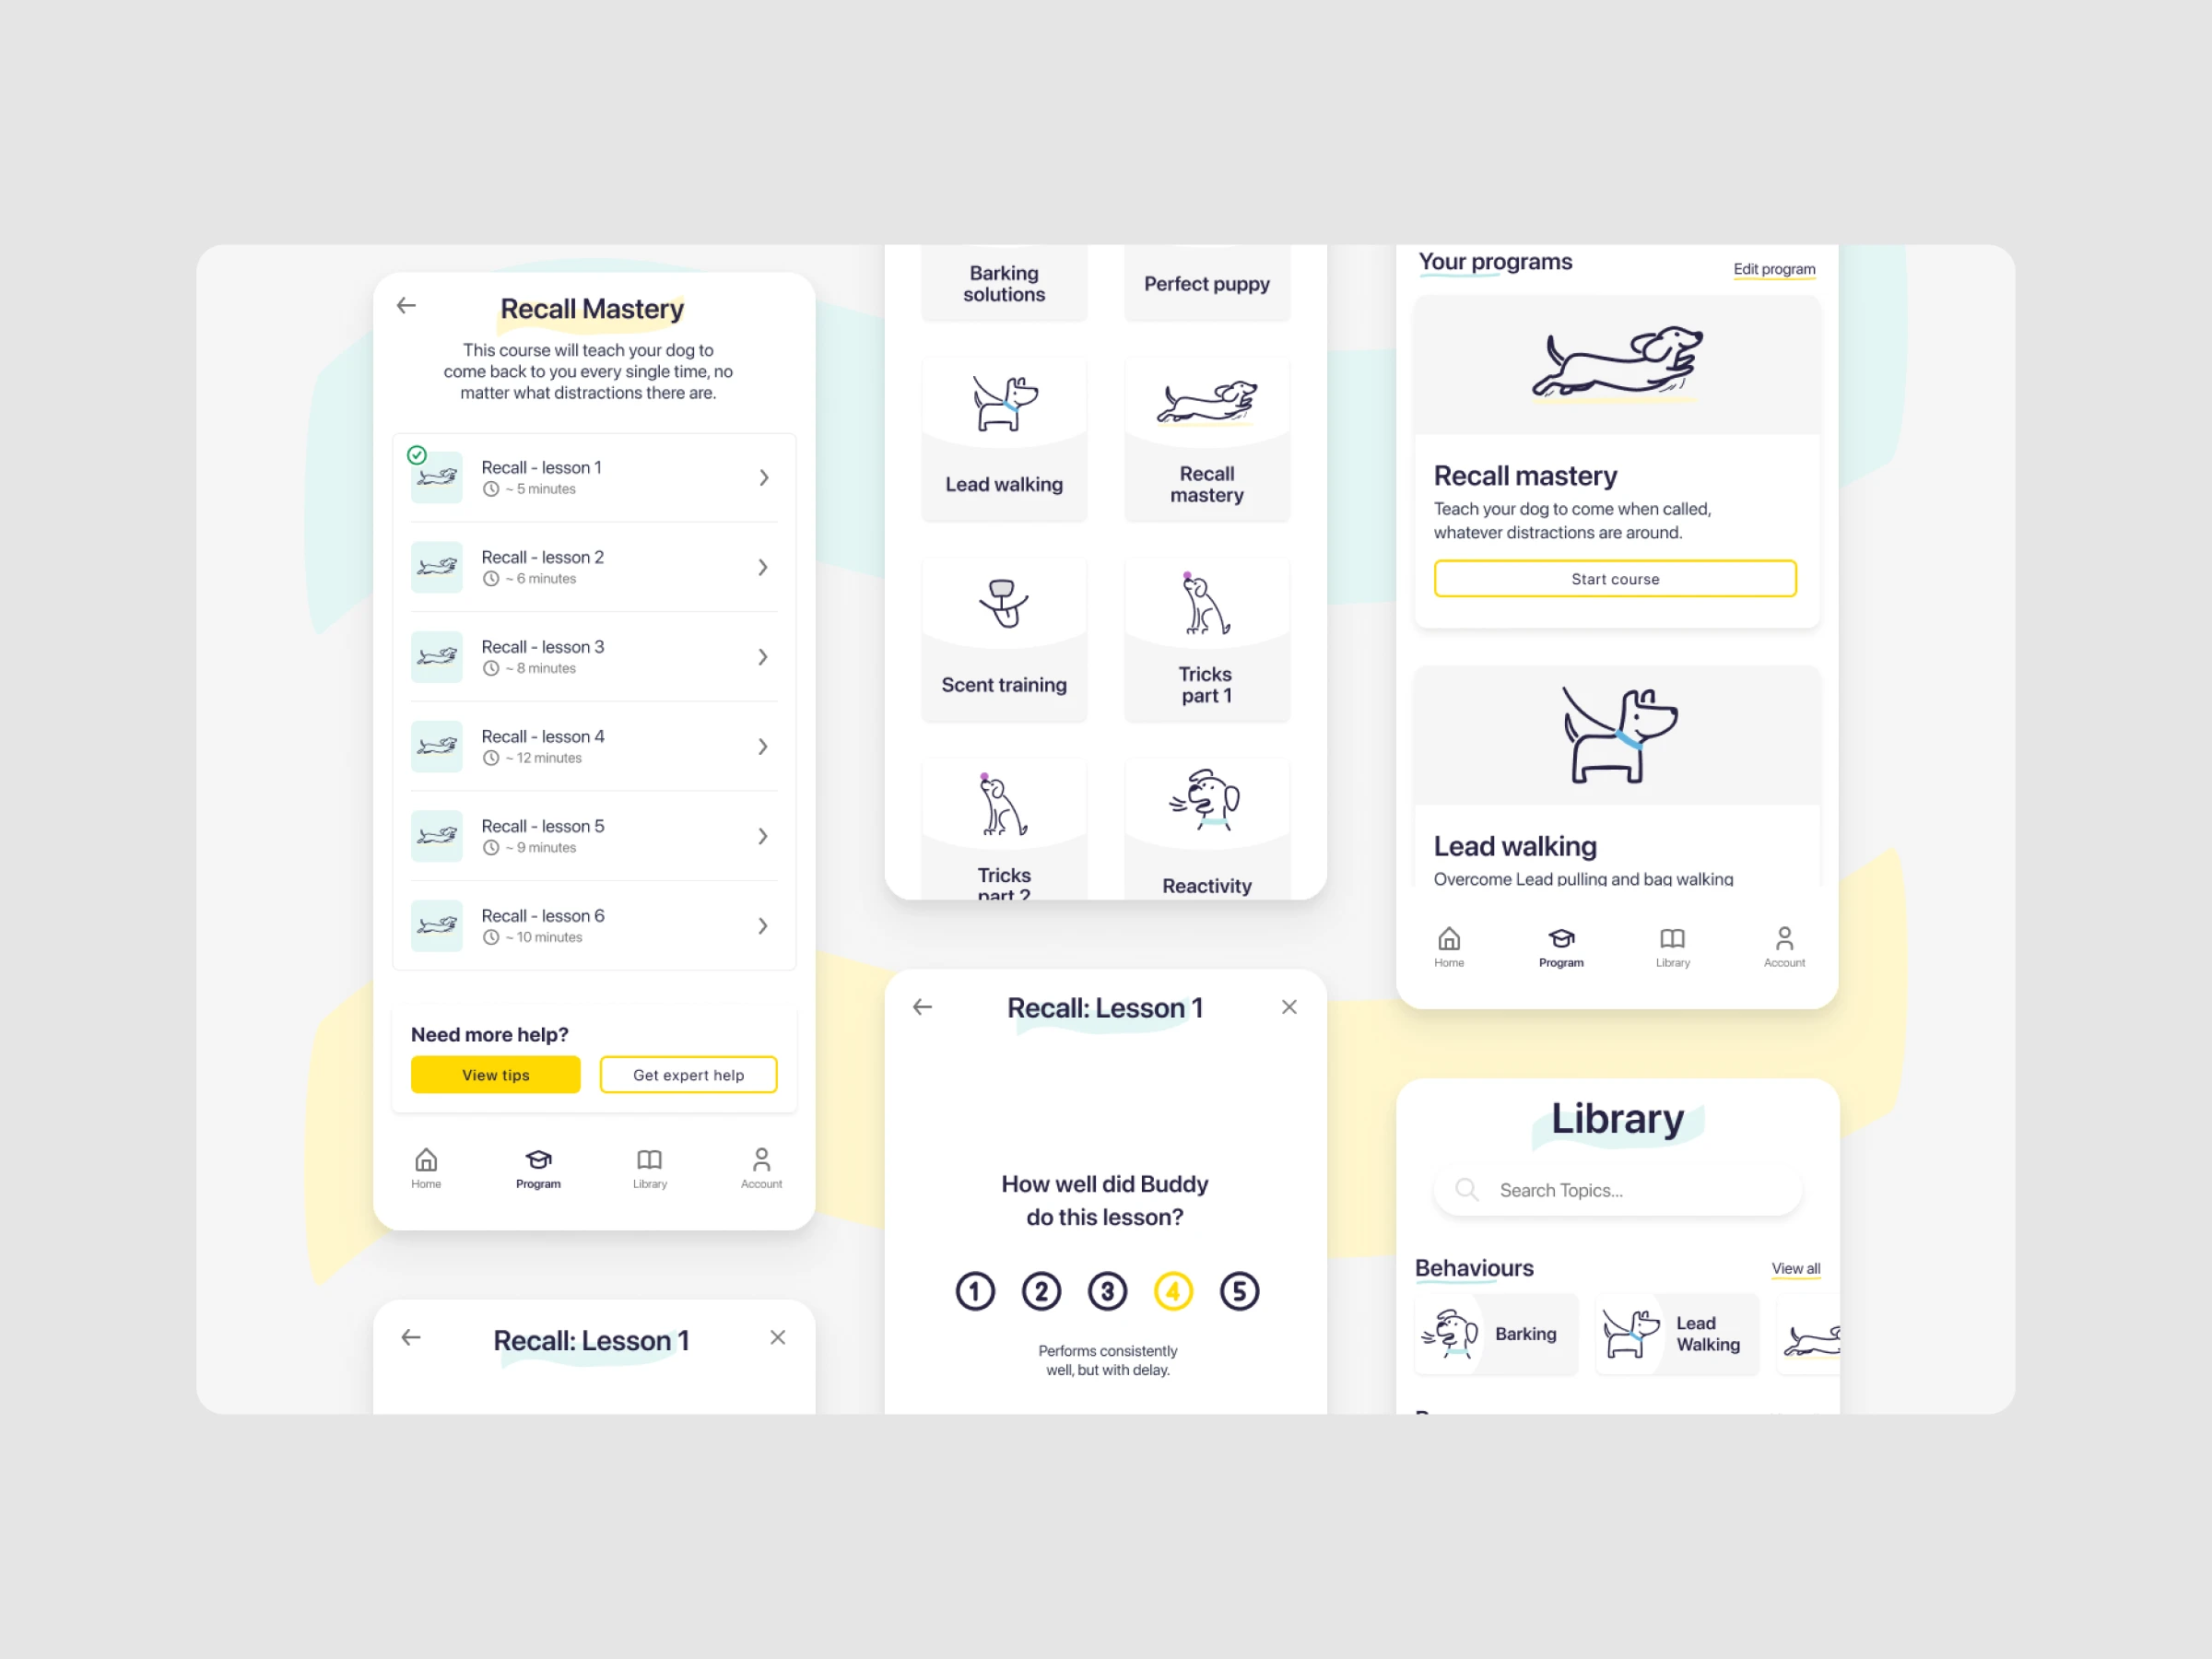 Recall Mastery
This course will teach your dog to
come back to you every single time, no
matter what distractions there are.
Recall - lesson 1
~ 5 minutes
Recall - lesson 2
~ 6 minutes
Recall - lesson 3
~ 8 minutes
Recall - lesson 4
~ 12 minutes
Recall - lesson 5
~ 9 minutes
Recall - lesson 6
~ 10 minutes
Need more help?
View tips
Get expert help
Home
Program
Library
Account
Recall: Lesson 1
Barking
solutions
Perfect puppy
Lead walking
Recall
mastery
Scent training
Tricks
part 1
Tricks
part 2
Reactivity
Recall: Lesson 1
How well did Buddy
do this lesson?
1 2 3 4 5
Performs consistently
well, but with delay.
Your programs
Edit program
Recall mastery
Teach your dog to come when called,
whatever distractions are around.
Start course
Lead walking
Overcome Lead pulling and bag walking
Home
Program
Library
Account
Library
Search Topics...
Behaviours
View all
Barking
Lead
Walking